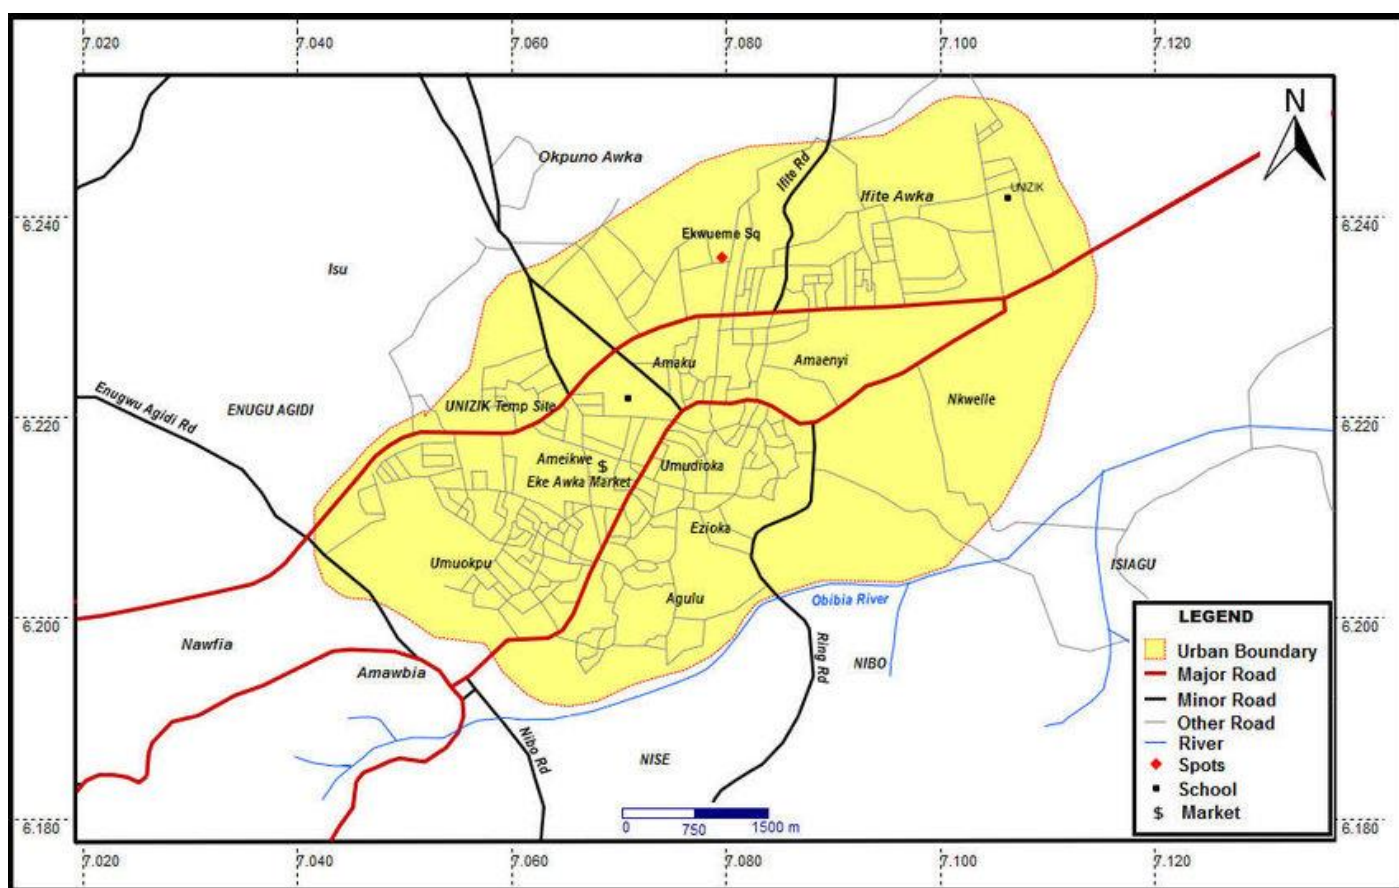 7.020
7.040
7.060
7.080
7.100
7.120
N
Okpuno Awka
Ifite Rd
UNIZIK
Ifite Awka
6.240
6.240
Ekwueme Sq
Isu
Amaku
Amaenyi
Enugwu Agidi Rd
ENUGU AGIDI
UNIZIK Temp Site
Nkwelle
6.220
6.220
Ameikwe
$
Umudioka
Eke Awka Market
Ezioka
Umuokpu
ISIAGU
Agulu
Obibia River
6.200
6.200
LEGEND
Urban Boundary
Major Road
Minor Road
Other Road
River
Spots
School
$ Market
Nawfia
Amawbia
Ring Rd
NIBO
Nibo Rd
NISE
0
750
1500 m
6.180
6.180
7.020
7.040
7.060
7.080
7.100
7.120